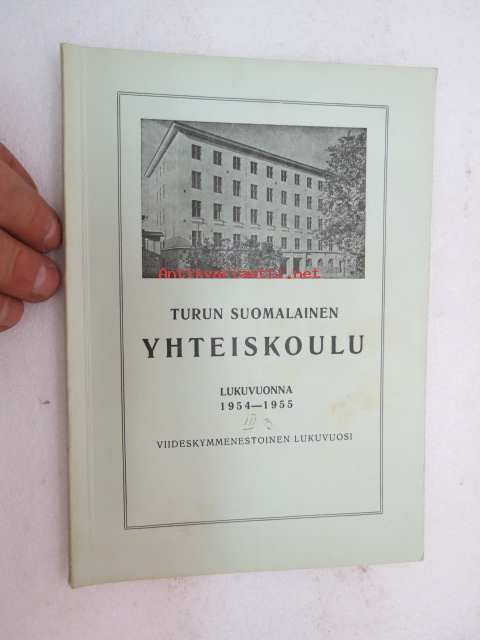 Antikvariaatti.net
TURUN SUOMALAINEN
YHTEISKOULU
LUKUVUONNA
1954—1955
VIIDESKYMMENESTOINEN LUKUVUOSI